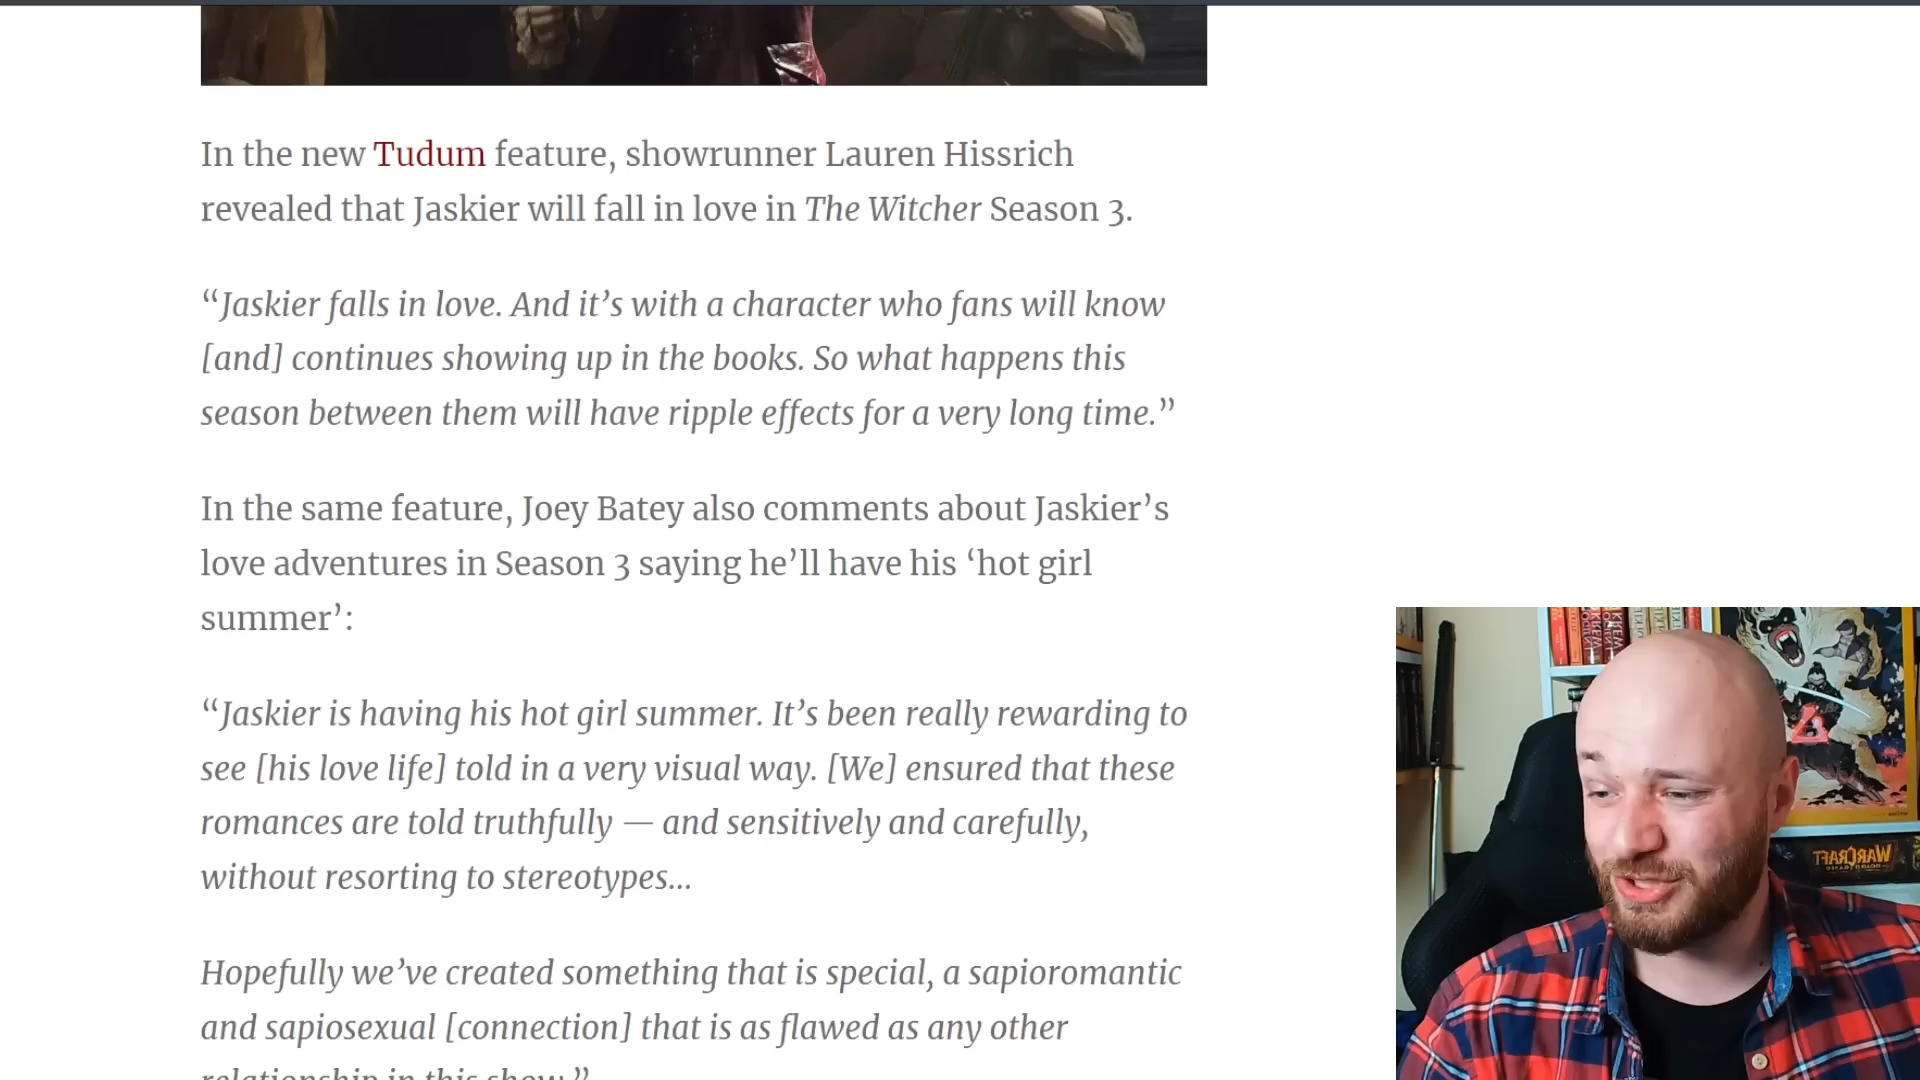 In the new Tudum feature, showrunner Lauren Hissrich
revealed that Jaskier will fall in love in The Witcher Season 3.
“Jaskier falls in love. And it’s with a character who fans will know
[and] continues showing up in the books. So what happens this
season between them will have ripple effects for a very long time.”
In the same feature, Joey Batey also comments about Jaskier’s
love adventures in Season 3 saying he’ll have his ‘hot girl
summer’:
“Jaskier is having his hot girl summer. It’s been really rewarding to
see [his love life] told in a very visual way. [We] ensured that these
romances are told truthfully — and sensitively and carefully,
without resorting to stereotypes...
Hopefully we’ve created something that is special, a sapioromantic
and sapiosexual [connection] that is as flawed as any other
relationship in this show.”
WARCRAFT